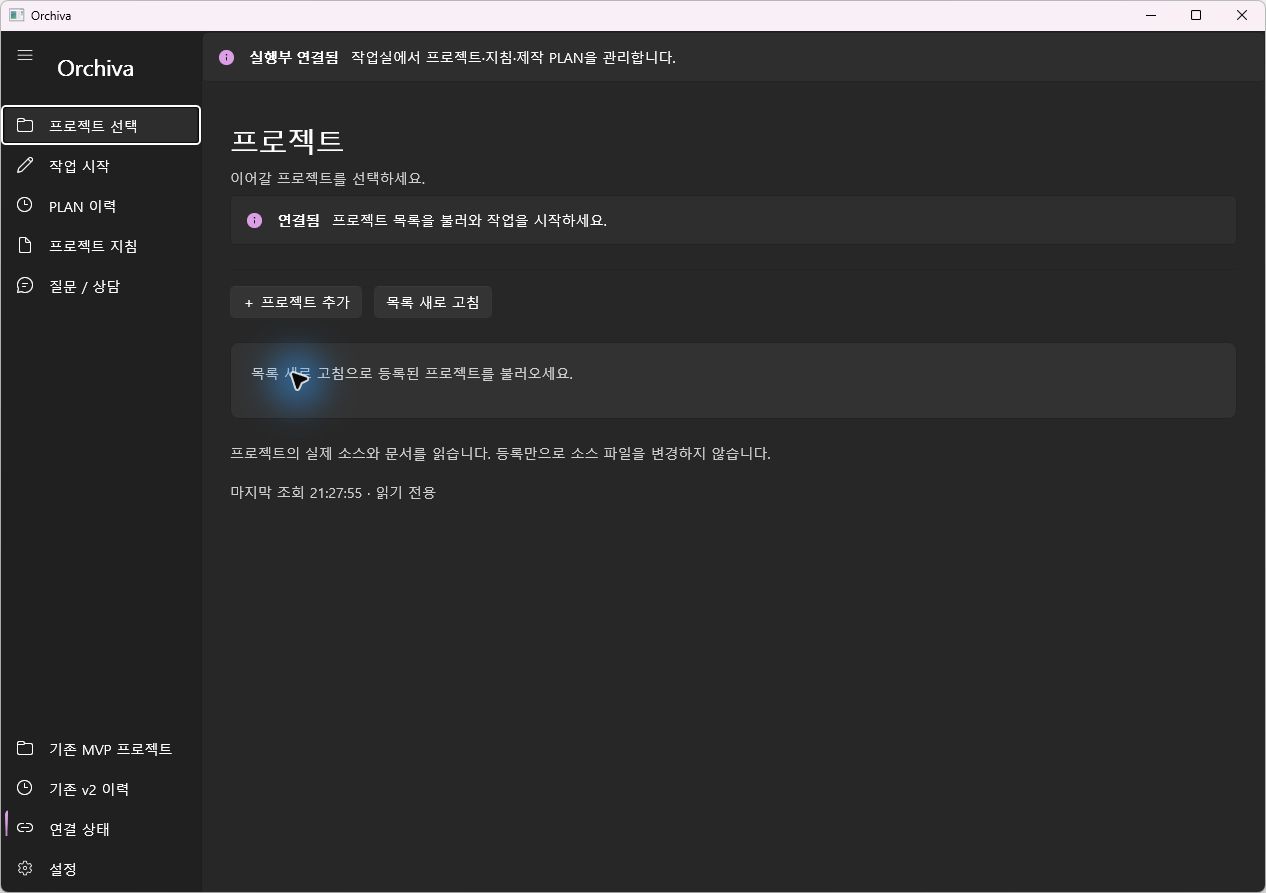 Orchiva
Orchiva
실행부 연결됨 작업실에서 프로젝트·지침·제작 PLAN을 관리합니다.
프로젝트 선택
작업 시작
PLAN 이력
프로젝트 지침
질문 / 상담
프로젝트
이어갈 프로젝트를 선택하세요.
연결됨 프로젝트 목록을 불러와 작업을 시작하세요.
+ 프로젝트 추가
목록 새로 고침
목록 새로 고침으로 등록된 프로젝트를 불러오세요.
프로젝트의 실제 소스와 문서를 읽습니다. 등록만으로 소스 파일을 변경하지 않습니다.
마지막 조회 21:27:55 · 읽기 전용
기존 MVP 프로젝트
기존 v2 이력
연결 상태
설정